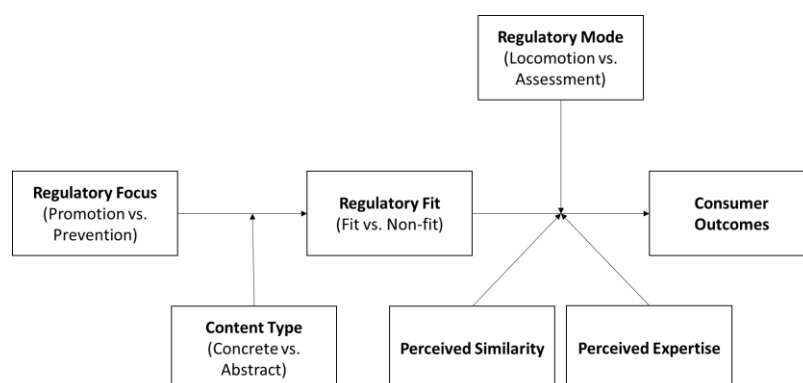 Regulatory Mode
(Locomotion vs.
Assessment)
Regulatory Focus
(Promotion vs.
Prevention)
Regulatory Fit
(Fit vs. Non-fit)
Consumer
Outcomes
Content Type
(Concrete vs.
Abstract)
Perceived Similarity
Perceived Expertise